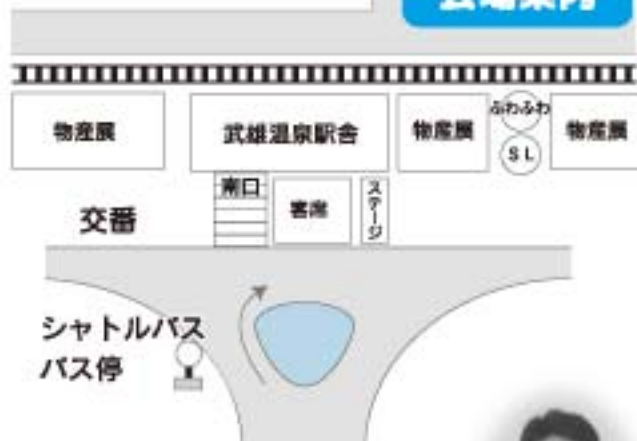 会場案内
物産展
武雄温泉駅舎
物産展
ふわふわ
SL
物産展
南口
客席
ステージ
交番
シャトルバス
バス停